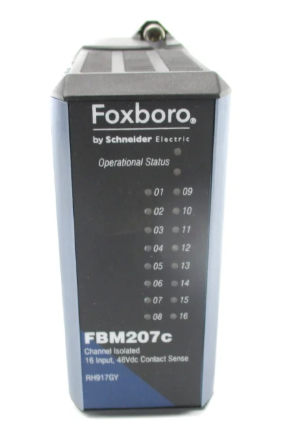 Foxboro®
by Schneider Electric
Operational Status
01 09
02 10
03 11
04 12
05 13
06 14
07 15
08 16
FBM207c
Channel Isolated
16 Input, 48Vdc Contact Sense
RH917GY